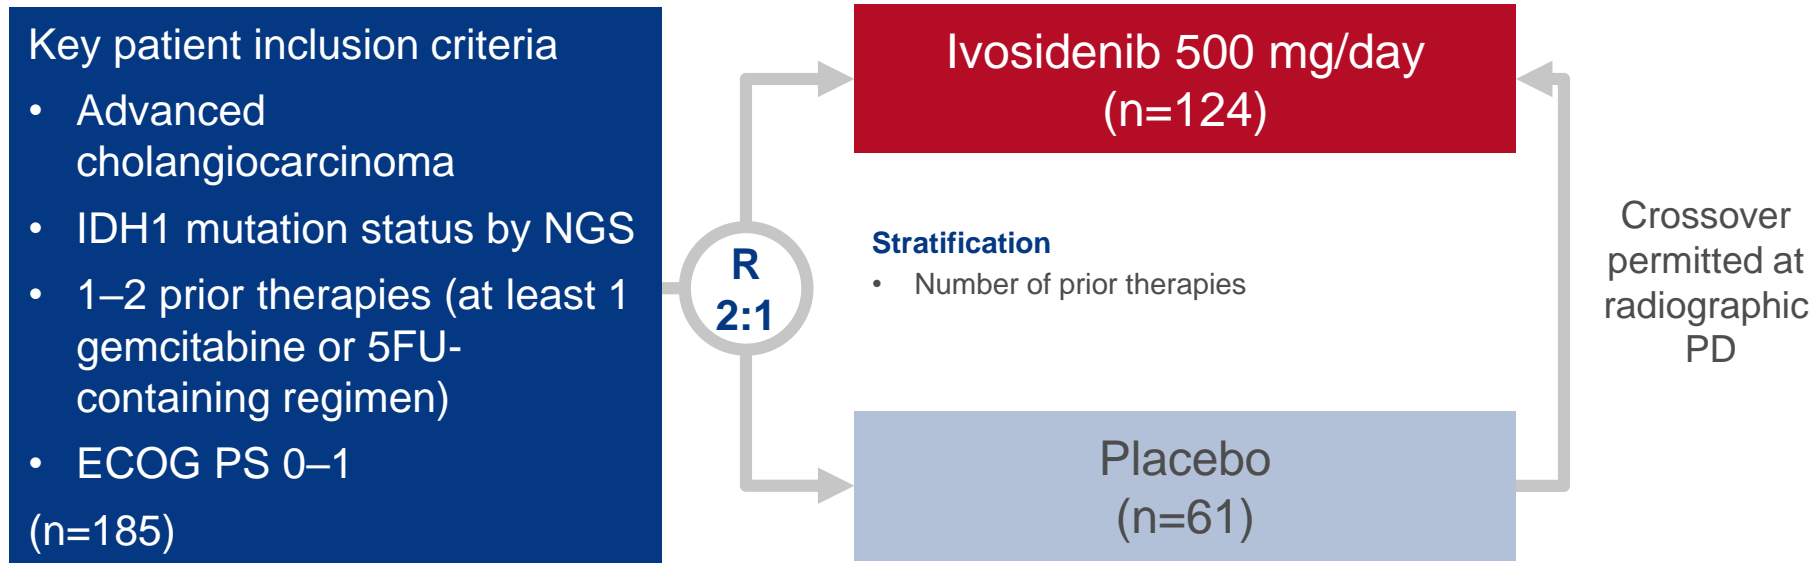 Key patient inclusion criteria
• Advanced
cholangiocarcinoma
• IDH1 mutation status by NGS
• 1–2 prior therapies (at least 1
gemcitabine or 5FU-
containing regimen)
• ECOG PS 0–1
(n=185)
R
2:1
Ivosidenib 500 mg/day
(n=124)
Stratification
• Number of prior therapies
Placebo
(n=61)
Crossover
permitted at
radiographic
PD